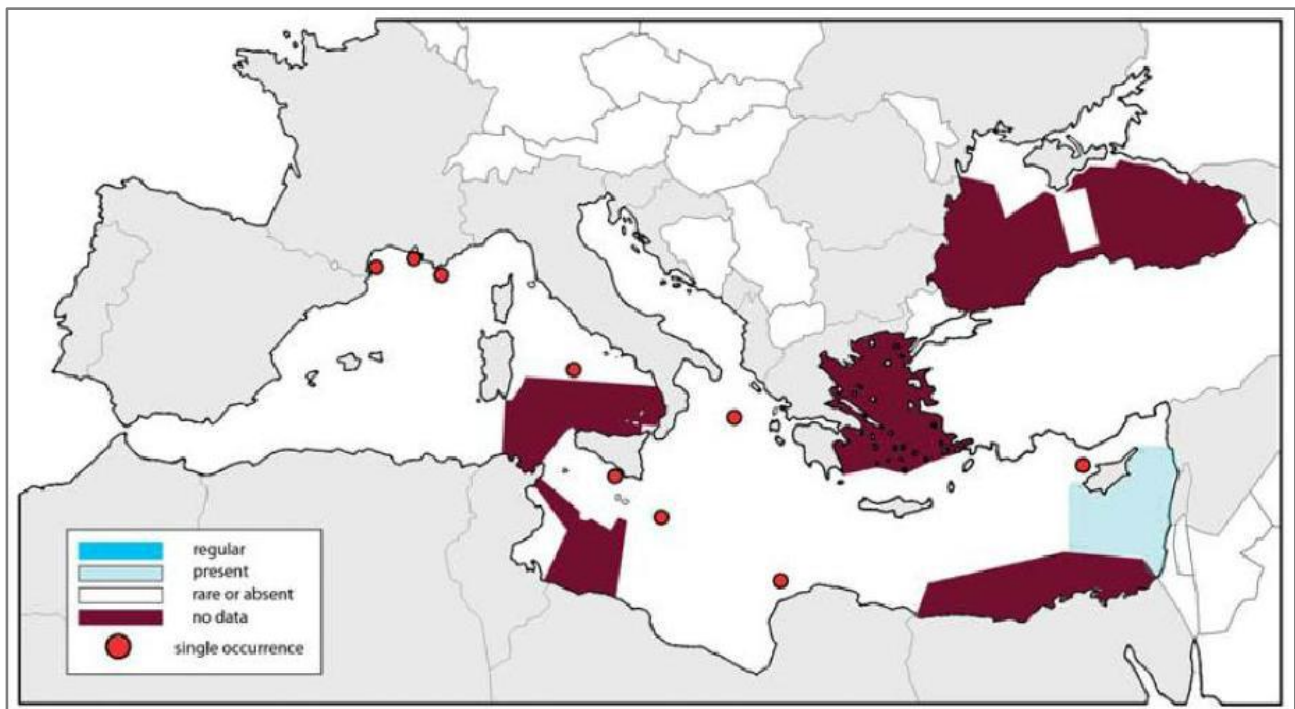 regular
present
rare or absent
no data
single occurrence